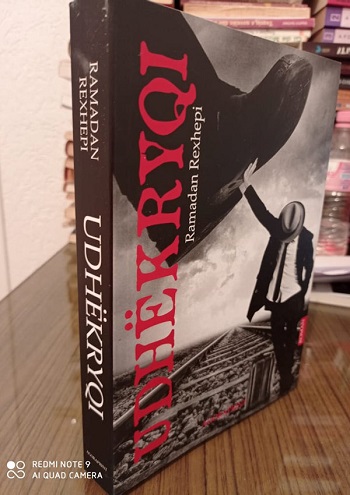 RAMADAN
REXHEPI
UDHËKRYQI
UDHËKRYQI
Ramadan Rexhepi
REDMI NOTE 9
AI QUAD CAMERA